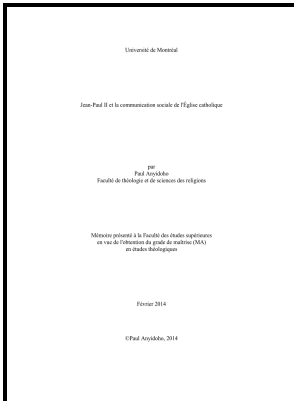 Université de Montréal
Jean-Paul II et la communication sociale de l'Église catholique
par
Paul Anyidoho
Faculté de théologie et de sciences des religions
Mémoire présenté à la Faculté des études supérieures
en vue de l'obtention du grade de maîtrise (MA)
en études théologiques
Février 2014
©Paul Anyidoho, 2014